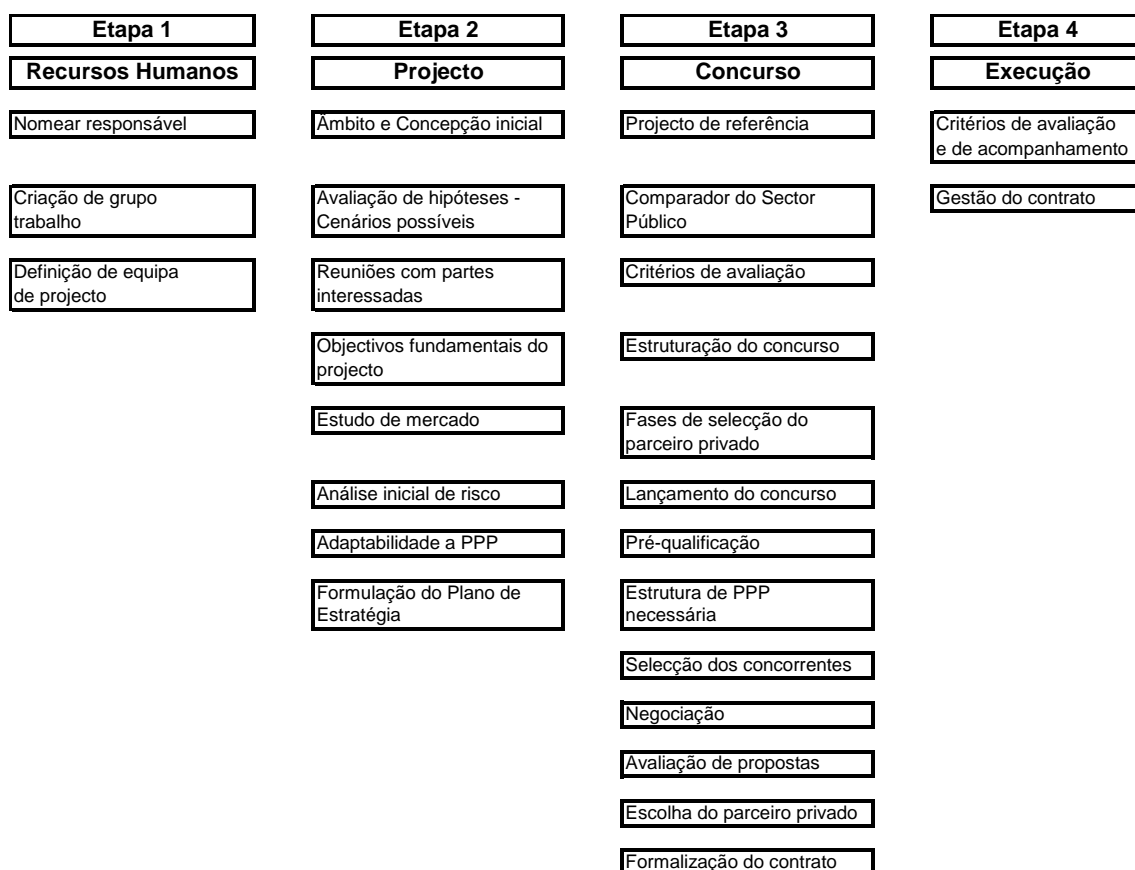 Etapa 1
Recursos Humanos
Nomear responsável
Criação de grupo
trabalho
Definição de equipa
de projecto
Etapa 2
Projecto
Âmbito e Concepção inicial
Avaliação de hipóteses -
Cenários possíveis
Reuniões com partes
interessadas
Objectivos fundamentais do
projecto
Estudo de mercado
Análise inicial de risco
Adaptabilidade a PPP
Formulação do Plano de
Estratégia
Etapa 3
Concurso
Projecto de referência
Comparador do Sector
Público
Critérios de avaliação
Estruturação do concurso
Fases de selecção do
parceiro privado
Lançamento do concurso
Pré-qualificação
Estrutura de PPP
necessária
Selecção dos concorrentes
Negociação
Avaliação de propostas
Escolha do parceiro privado
Formalização do contrato
Etapa 4
Execução
Critérios de avaliação
e de acompanhamento
Gestão do contrato